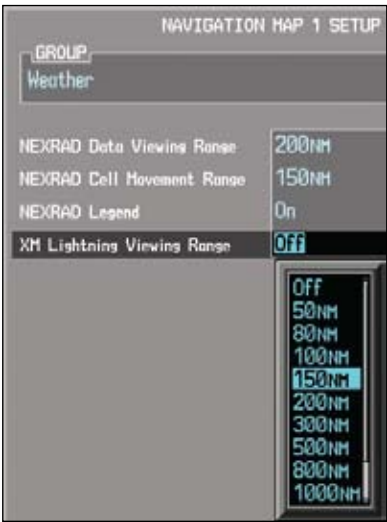 NAVIGATION MAP 1 SETUP
GROUP
Weather
NEXRAD Data Viewing Range 200NM
NEXRAD Cell Movement Range 150NM
NEXRAD Legend On
XM Lightning Viewing Range Off
Off
50NM
80NM
100NM
150NM
200NM
300NM
500NM
800NM
1000NM